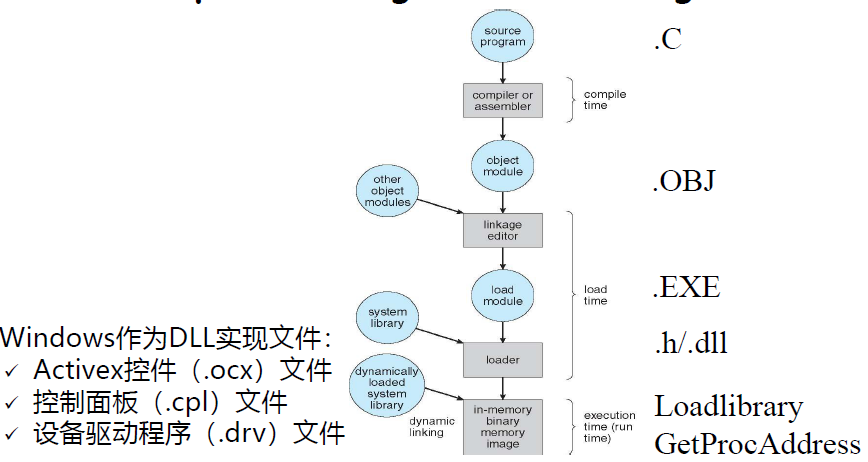 source
program
.C
compiler or
assembler
compile
time
object
module
.OBJ
other
object
modules
linkage
editor
load
time
load
module
.EXE
system
library
.h/.dll
loader
Windows作为DLL实现文件：
✓ Activex控件（.ocx）文件
✓ 控制面板（.cpl）文件
✓ 设备驱动程序（.drv）文件
dynamically
loaded
system
library
dynamic
linking
in-memory
binary
memory
image
execution
time (run
time)
Loadlibrary
GetProcAddress